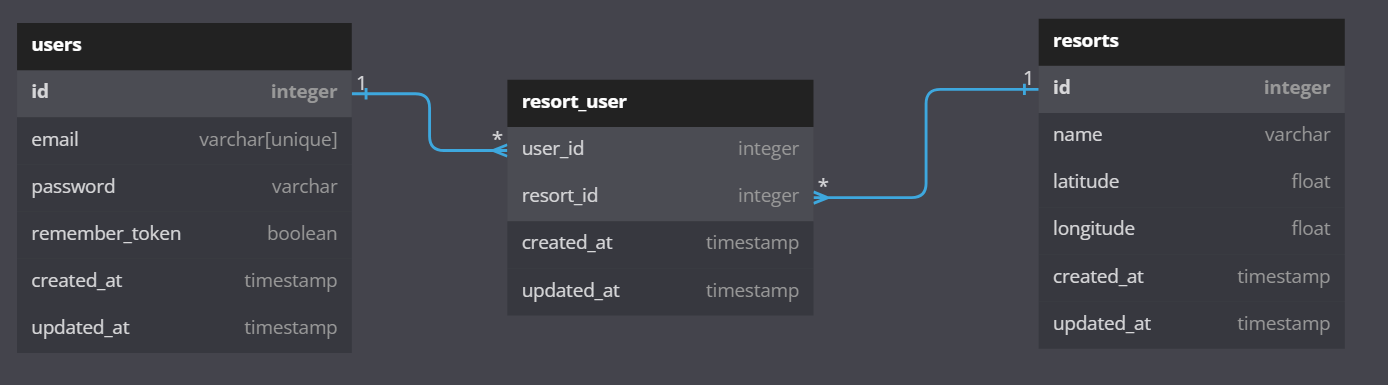 users
id integer
email varchar[unique]
password varchar
remember_token boolean
created_at timestamp
updated_at timestamp
1
*
resort_user
user_id integer
resort_id integer
created_at timestamp
updated_at timestamp
*
1
resorts
id integer
name varchar
latitude float
longitude float
created_at timestamp
updated_at timestamp